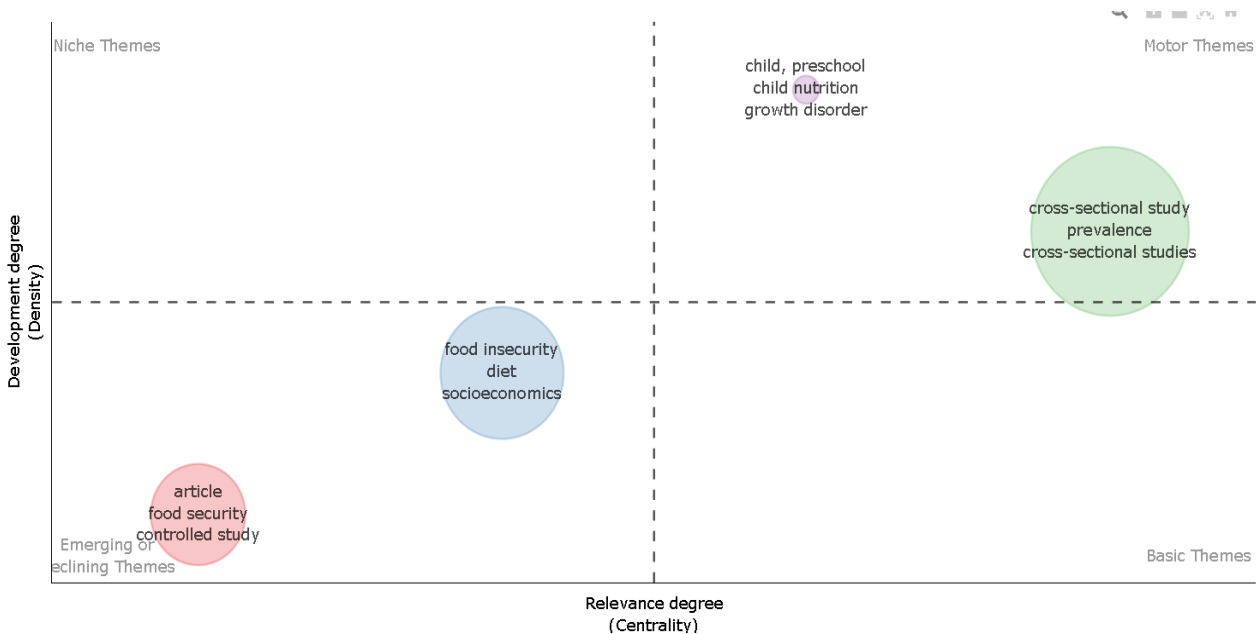 Niche Themes
Motor Themes
child, preschool
child nutrition
growth disorder
cross-sectional study
prevalence
cross-sectional studies
Development degree
(Density)
food insecurity
diet
socioeconomics
article
food security
controlled study
Emerging or
eclining Themes
Basic Themes
Relevance degree
(Centrality)